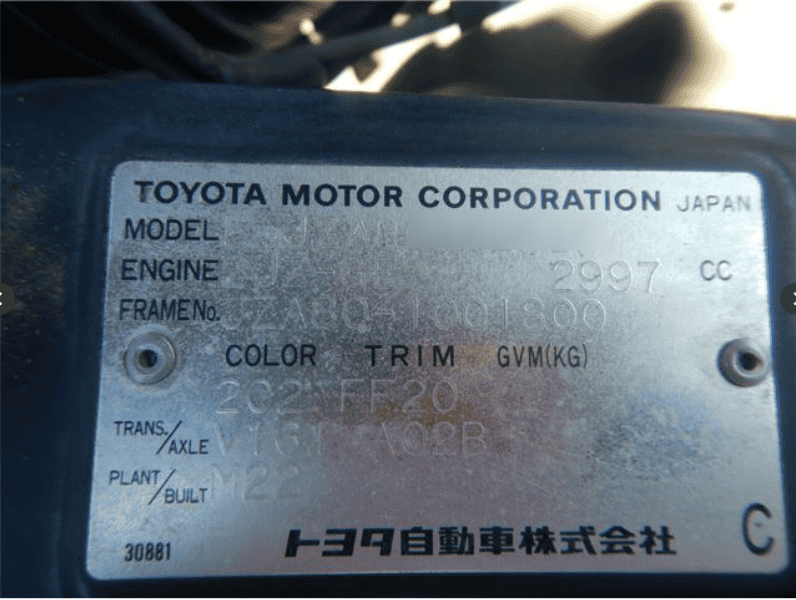 TOYOTA MOTOR CORPORATION JAPAN
MODEL
ENGINE 2997 CC
FRAME No. JZA80-1001800
COLOR TRIM GVM(KG)
202 FF20
TRANS./AXLE V161 A02B
PLANT/BUILT M22
30881 トヨタ自動車株式会社 C